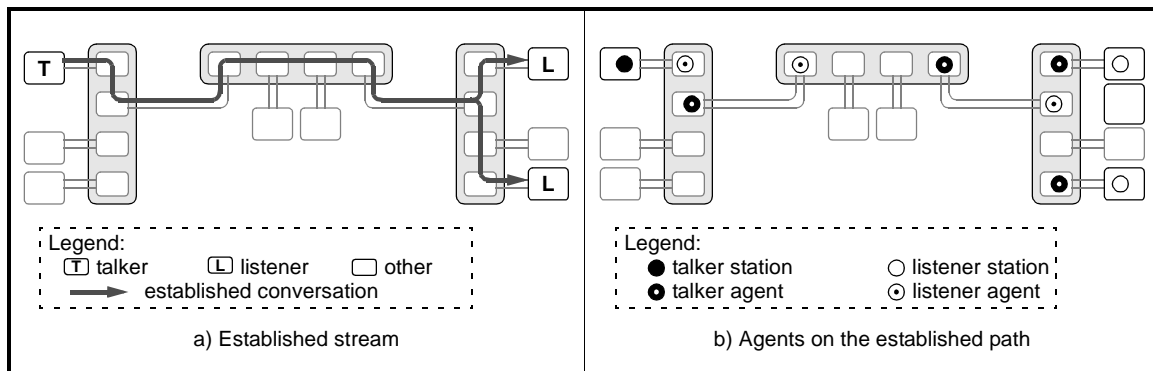 T
L
L
Legend:
T talker L listener other
established conversation
a) Established stream
Legend:
talker station listener station
talker agent listener agent
b) Agents on the established path